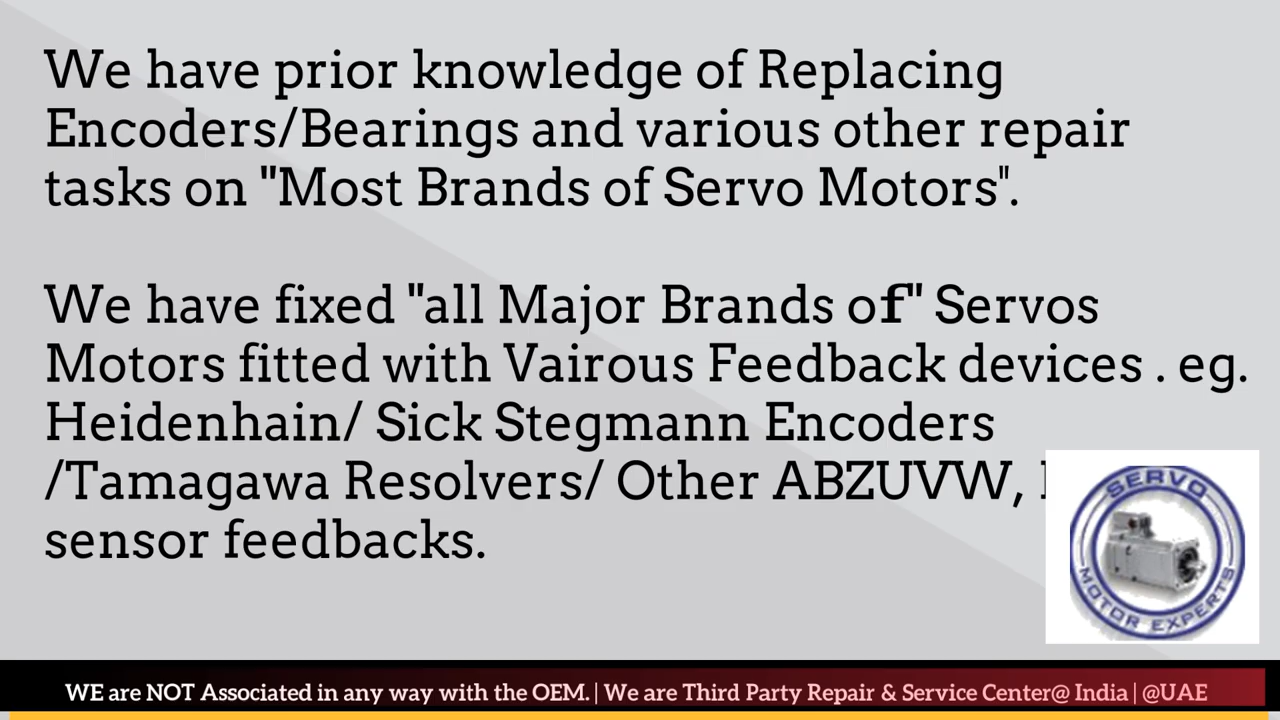 We have prior knowledge of Replacing
Encoders/Bearings and various other repair
tasks on "Most Brands of Servo Motors".
We have fixed "all Major Brands of" Servos
Motors fitted with Vairous Feedback devices . eg.
Heidenhain/ Sick Stegmann Encoders
/Tamagawa Resolvers/ Other ABZUVW,
sensor feedbacks.
SERVO
MOTOR EXPERTS
WE are NOT Associated in any way with the OEM. | We are Third Party Repair & Service Center@ India | @UAE